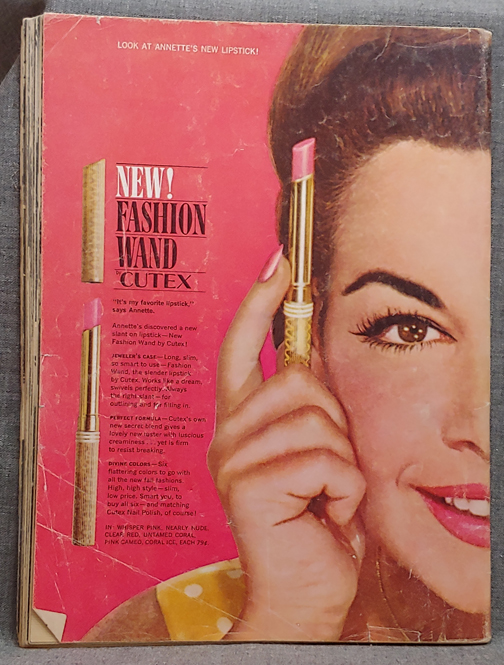 LOOK AT ANNETTE'S NEW LIPSTICK!
NEW!
FASHION
WAND
by CUTEX
"It's my favorite lipstick,"
says Annette.
Annette's discovered a new
slant on lipstick—New
Fashion Wand by Cutex!
JEWELER'S CASE—Long, slim,
so smart to use—Fashion
Wand, the slender lipstick
by Cutex. Works like a dream,
swivels perfectly. Always
the right slant—for
outlining and for filling in.
PERFECT FORMULA—Cutex's own
new secret blend gives a
lovely new luster with luscious
creaminess . . . yet is firm
to resist breaking.
DIVINE COLORS—Six
flattering colors to go with
all the new fall fashions.
High, high style—slim,
low price. Smart you, to
buy all six—and matching
Cutex Nail Polish, of course!
IN: WHISPER PINK, NEARLY NUDE,
CLEAR RED, UNTAMED CORAL,
PINK CAMEO, CORAL ICE, EACH 79¢.